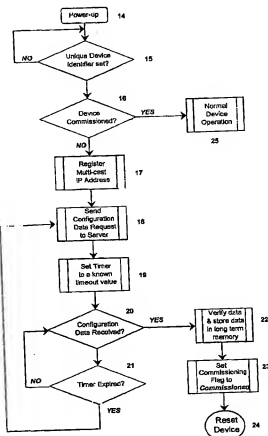 Power-up
14
Unique Device
Identifier set?
NO
15
16
Device
Commissioned?
YES
Normal
Device
Operation
25
NO
Register
Multi-cast
IP Address
17
Send
Configuration
Data Request
to Server
18
Set Timer
to a known
timeout value
19
20
Configuration
Data Received?
YES
Verify data
& store data
in long term
memory
22
21
NO
Timer Expired?
YES
Set
Commissioning
Flag to
Commissioned
23
Reset
Device
24